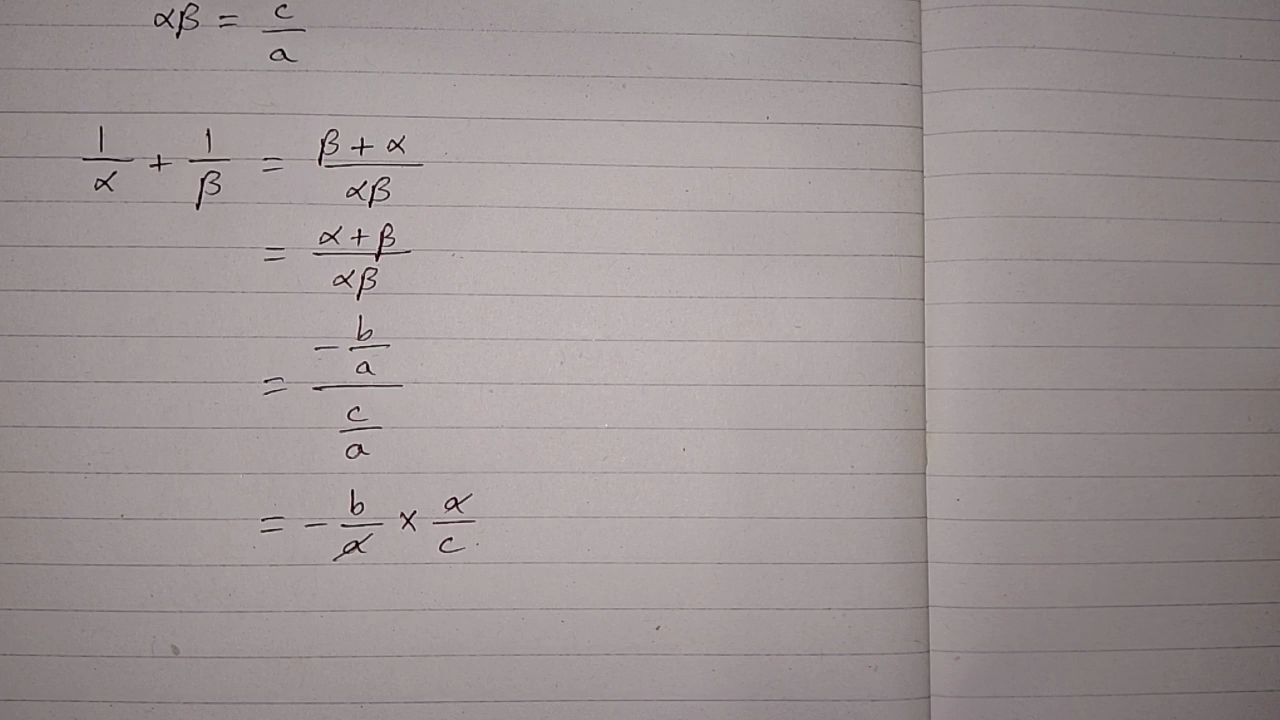 αβ = c/a
1/α + 1/β = (β + α)/(αβ)
= (α + β)/(αβ)
= (-b/a)/(c/a)
= - b/a × a/c